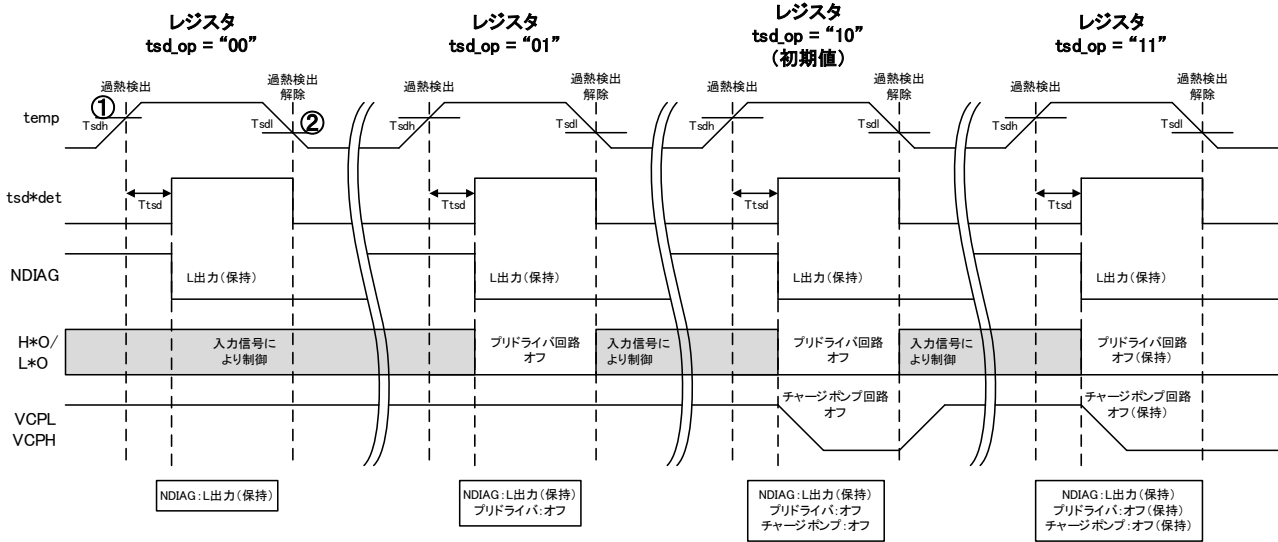 レジスタ
tsd_op = “00”
レジスタ
tsd_op = “01”
レジスタ
tsd_op = “10”
（初期値）
レジスタ
tsd_op = “11”
過熱検出
過熱検出
解除
過熱検出
過熱検出
解除
過熱検出
過熱検出
解除
過熱検出
過熱検出
解除
temp
①
Tsdh
Tsdl
②
Tsdh
Tsdl
Tsdh
Tsdl
Tsdh
Tsdl
tsd*det
Ttsd
Ttsd
Ttsd
Ttsd
NDIAG
L出力（保持）
L出力（保持）
L出力（保持）
L出力（保持）
H*O/
L*O
入力信号に
より制御
プリドライバ回路
オフ
入力信号に
より制御
プリドライバ回路
オフ
入力信号に
より制御
プリドライバ回路
オフ（保持）
VCPL
VCPH
チャージポンプ回路
オフ
チャージポンプ回路
オフ（保持）
NDIAG：L出力（保持）
NDIAG：L出力（保持）
プリドライバ：オフ
NDIAG：L出力（保持）
プリドライバ：オフ
チャージポンプ：オフ
NDIAG：L出力（保持）
プリドライバ：オフ（保持）
チャージポンプ：オフ（保持）